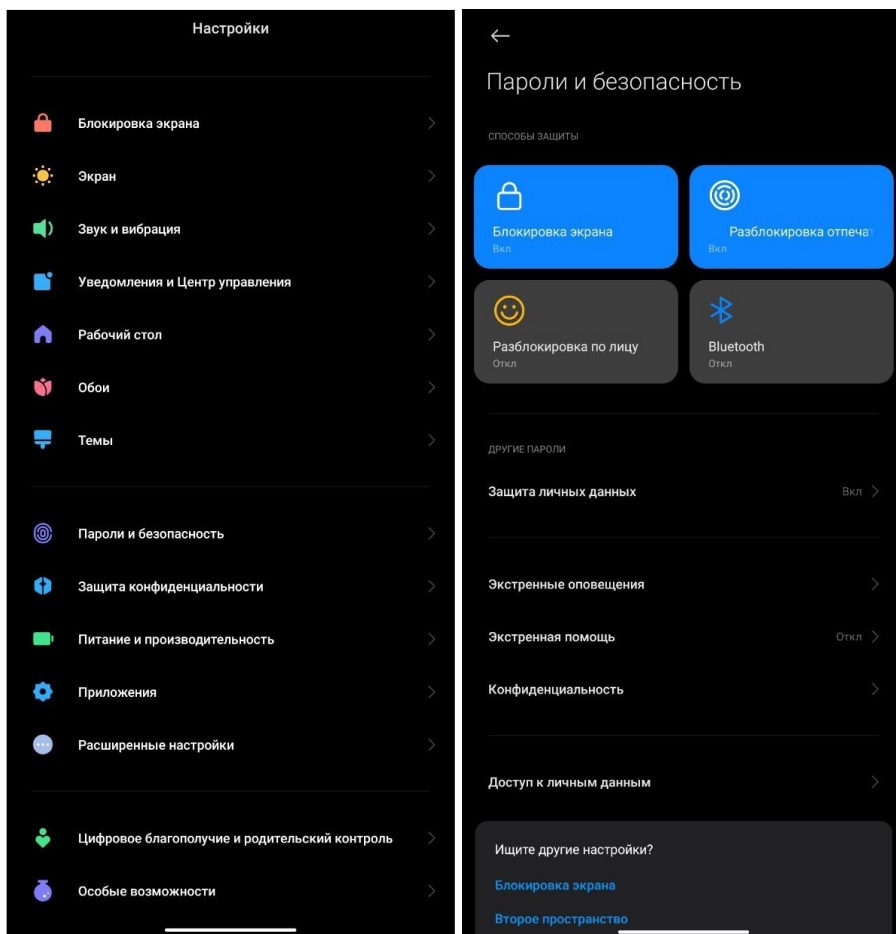 Настройки
Блокировка экрана
Экран
Звук и вибрация
Уведомления и Центр управления
Рабочий стол
Обои
Темы
Пароли и безопасность
Защита конфиденциальности
Питание и производительность
Приложения
Расширенные настройки
Цифровое благополучие и родительский контроль
Особые возможности
Пароли и безопасность
СПОСОБЫ ЗАЩИТЫ
Блокировка экрана
Вкл
Разблокировка отпечат
Вкл
Разблокировка по лицу
Откл
Bluetooth
Откл
ДРУГИЕ ПАРОЛИ
Защита личных данных Вкл
Экстренные оповещения
Экстренная помощь Откл
Конфиденциальность
Доступ к личным данным
Ищите другие настройки?
Блокировка экрана
Второе пространство